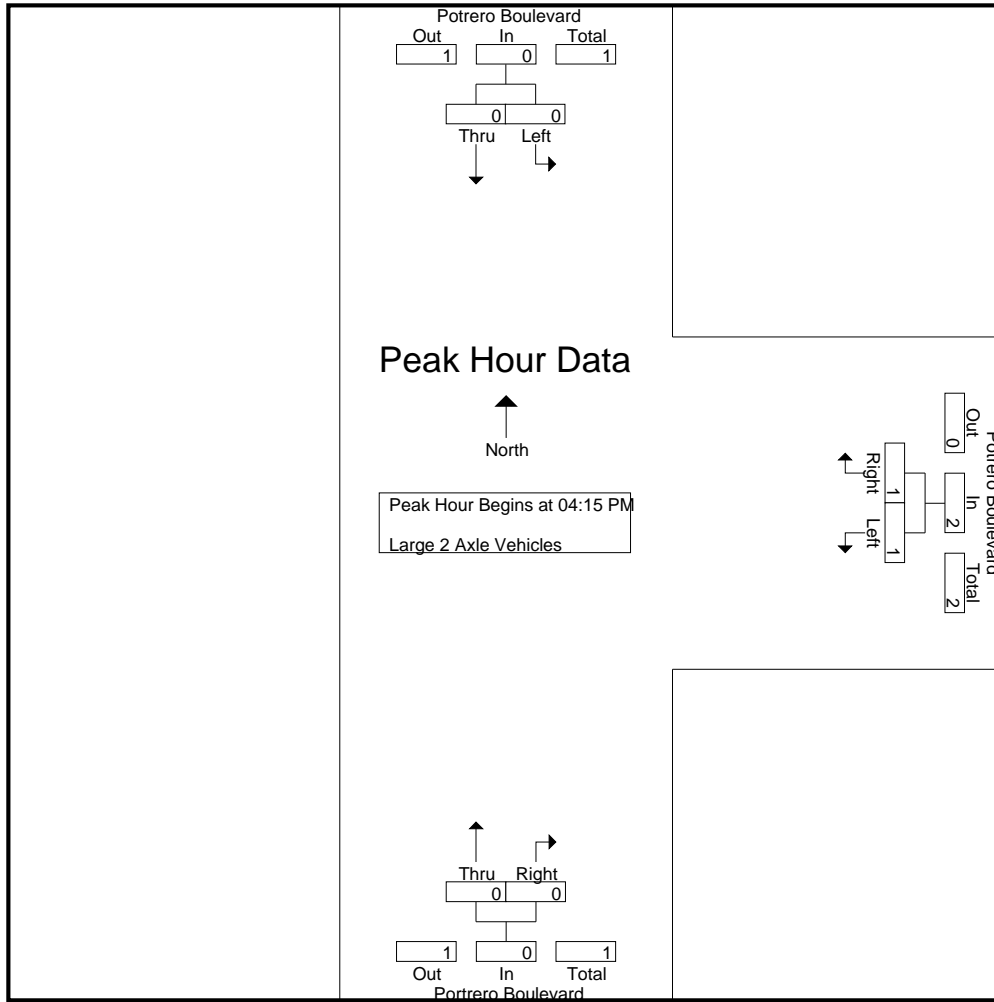 Potrero Boulevard
Out In Total
1 0 1
0 0
Thru Left
Peak Hour Data
North
Peak Hour Begins at 04:15 PM
Large 2 Axle Vehicles
Right Left
1 1
Out In Total
0 2 2
Potrero Boulevard
Thru Right
0 0
1 0 1
Out In Total
Portrero Boulevard